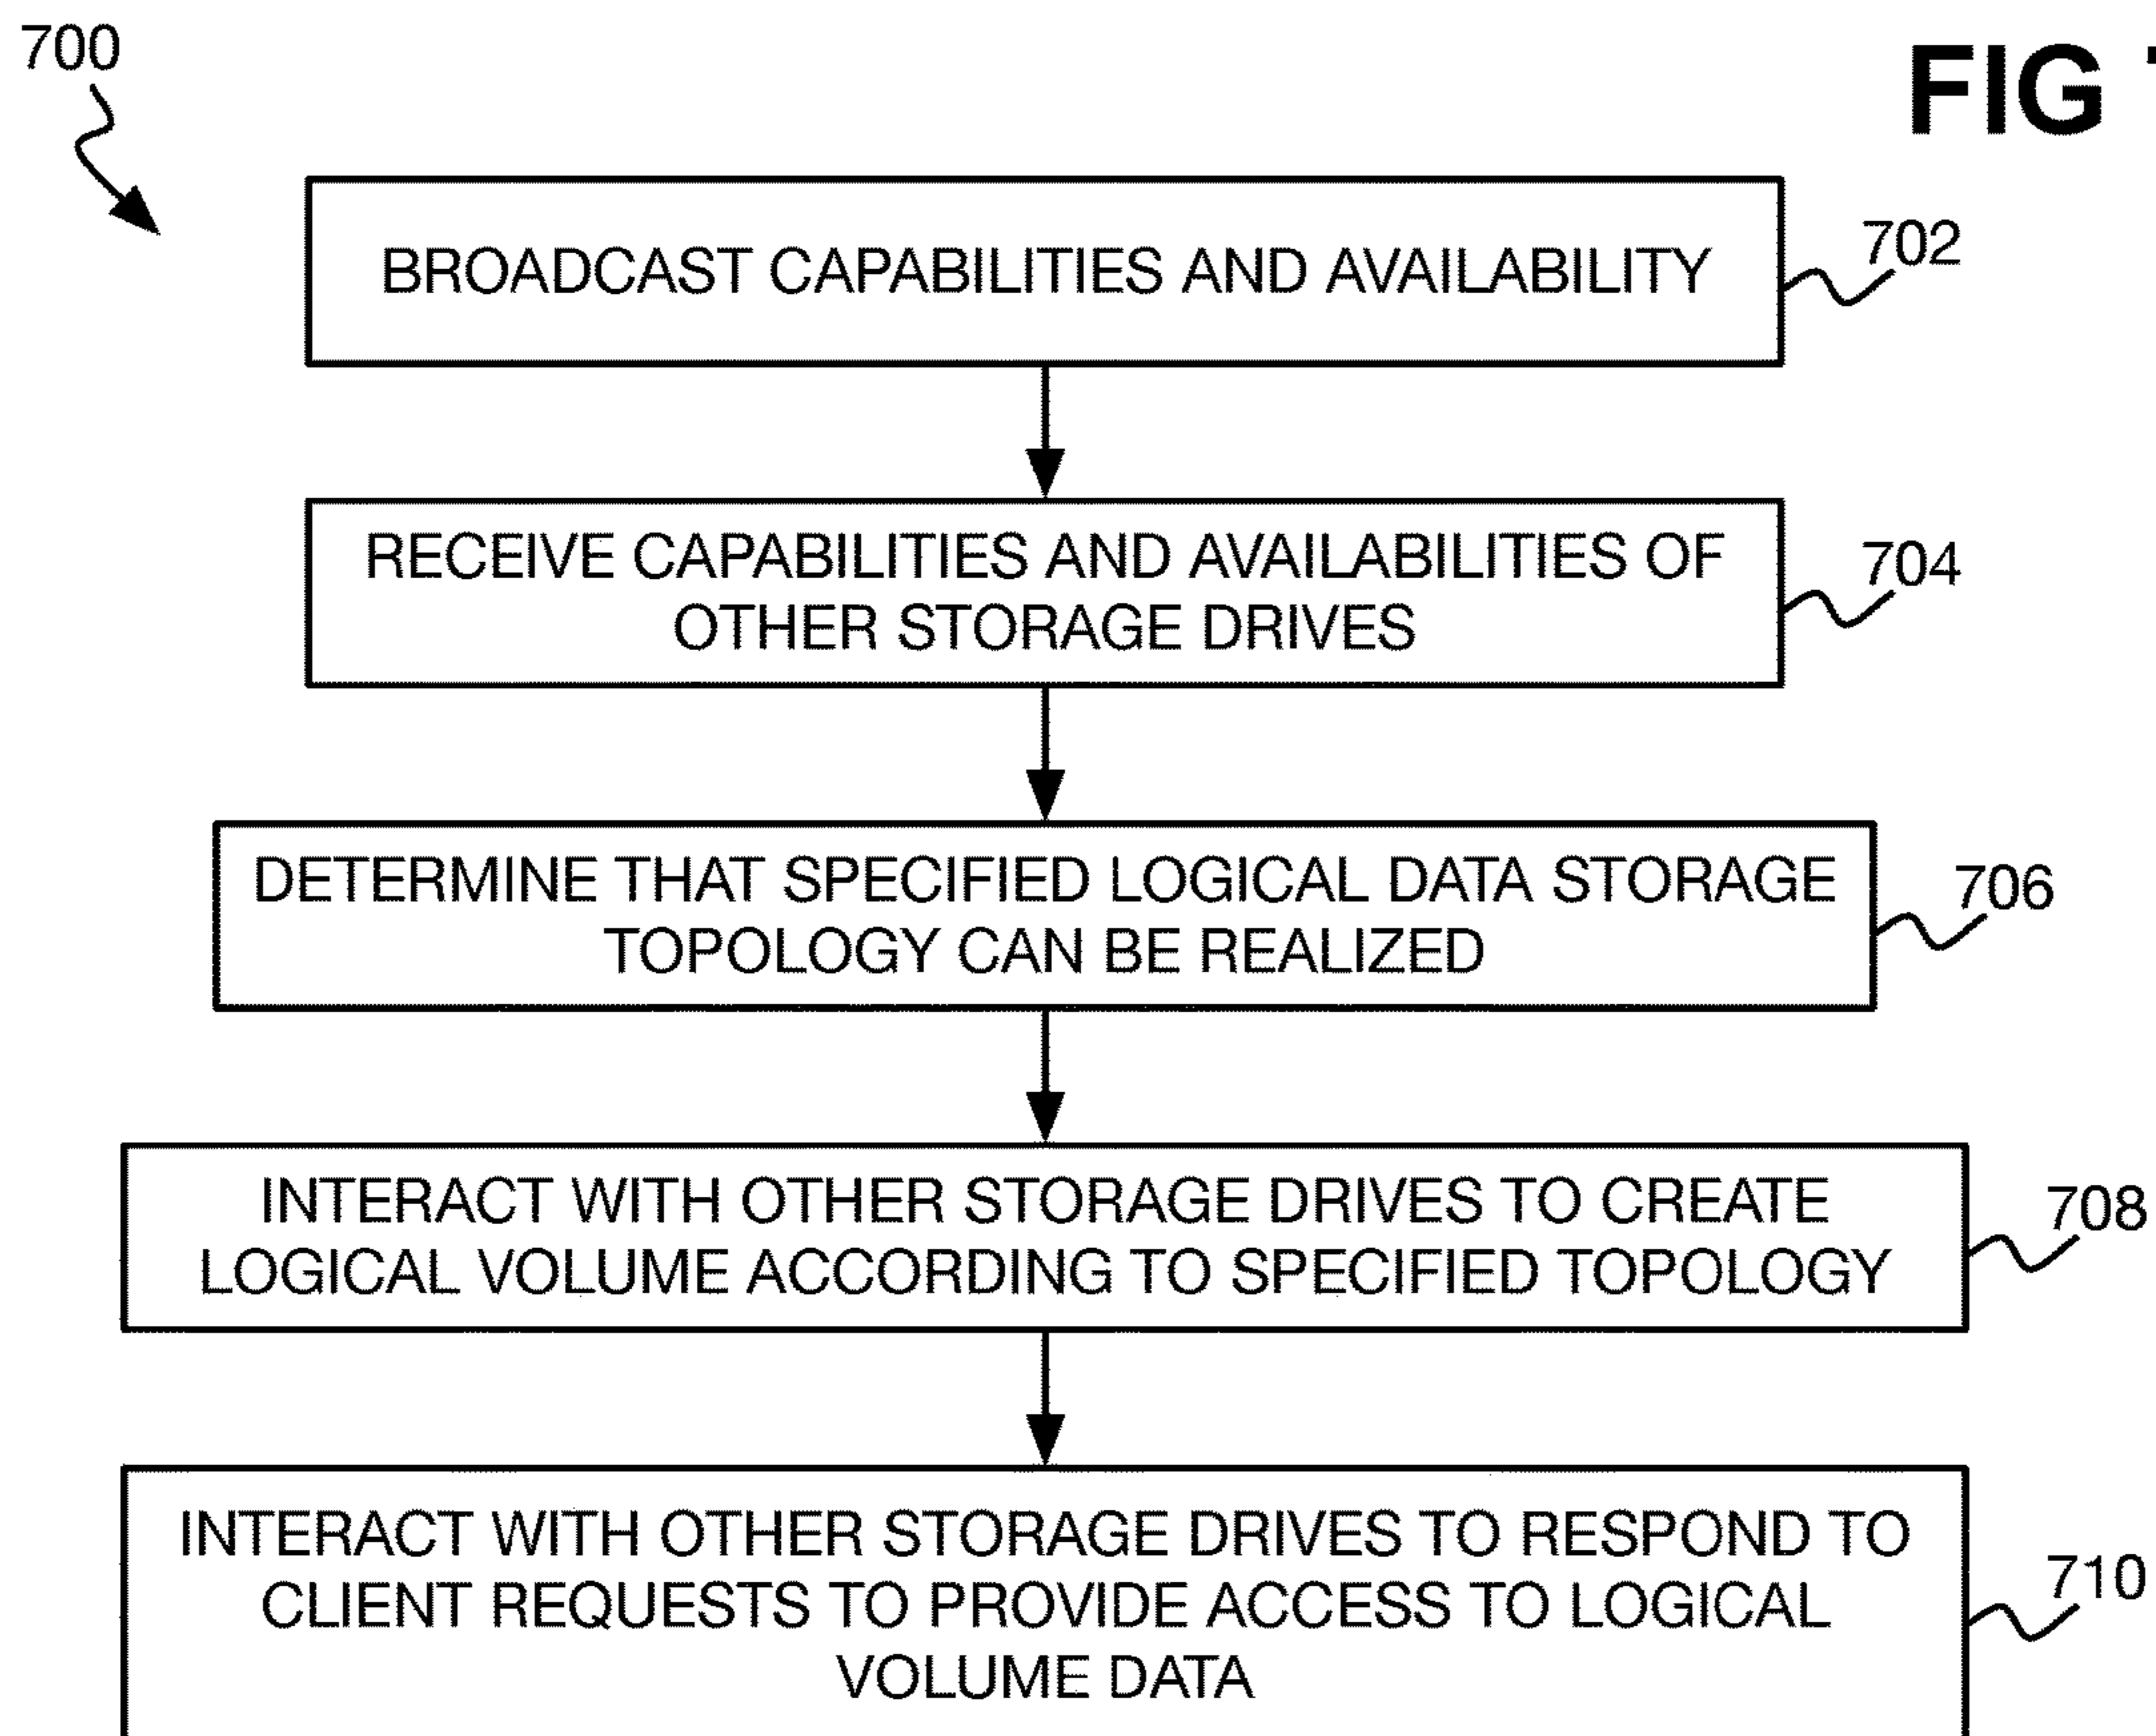 700
FIG
BROADCAST CAPABILITIES AND AVAILABILITY
702
RECEIVE CAPABILITIES AND AVAILABILITIES OF
OTHER STORAGE DRIVES
704
DETERMINE THAT SPECIFIED LOGICAL DATA STORAGE
TOPOLOGY CAN BE REALIZED
706
INTERACT WITH OTHER STORAGE DRIVES TO CREATE
LOGICAL VOLUME ACCORDING TO SPECIFIED TOPOLOGY
708
INTERACT WITH OTHER STORAGE DRIVES TO RESPOND TO
CLIENT REQUESTS TO PROVIDE ACCESS TO LOGICAL
VOLUME DATA
710